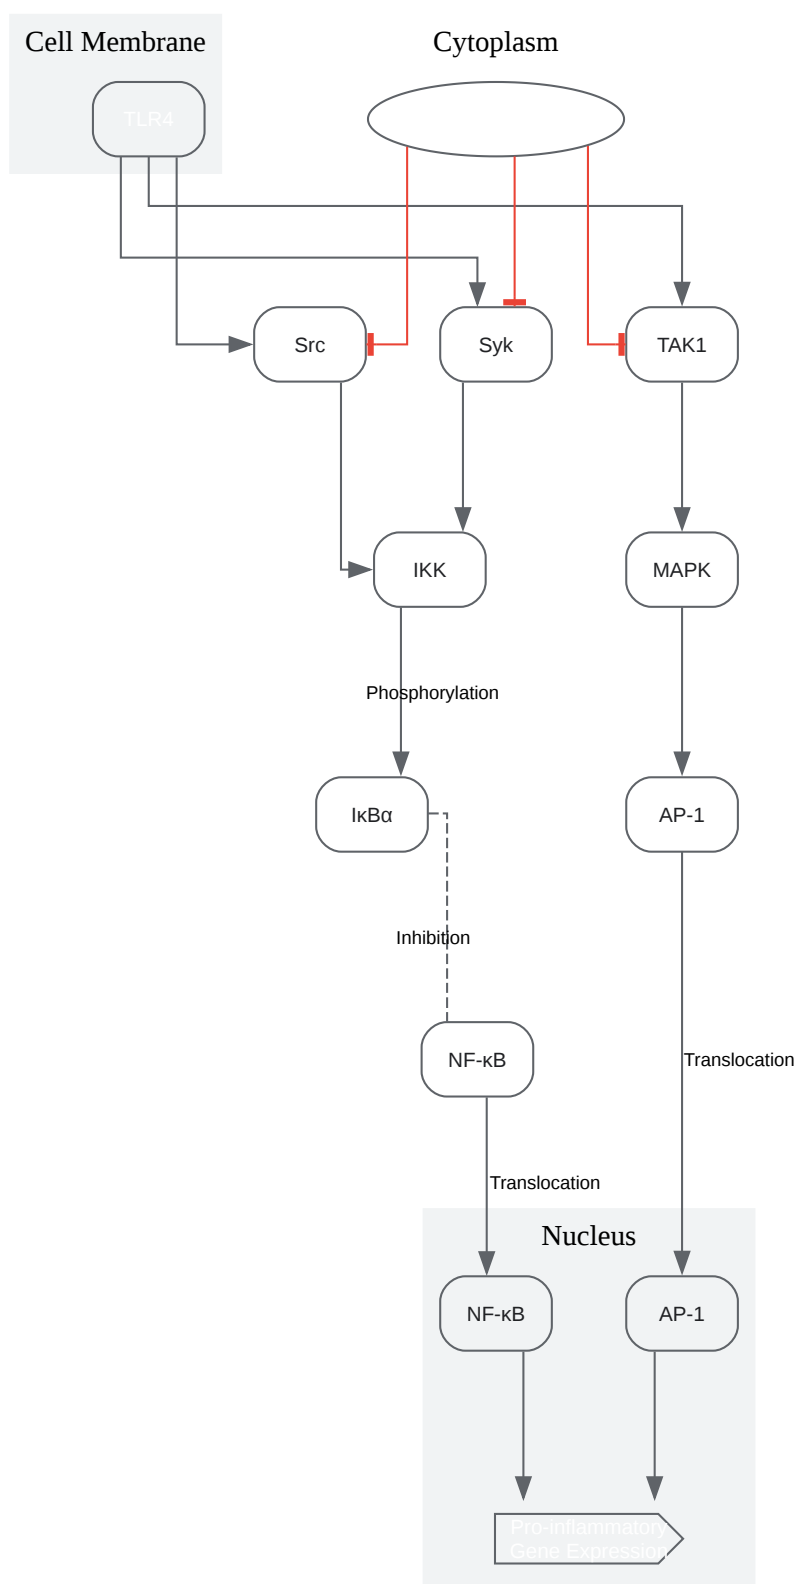 Cell Membrane
Cytoplasm
TLR4
Src
Syk
TAK1
IKK
MAPK
Phosphorylation
IκBα
AP-1
Inhibition
NF-κB
Translocation
Translocation
Nucleus
NF-κB
AP-1
Pro-inflammatory
Gene Expression